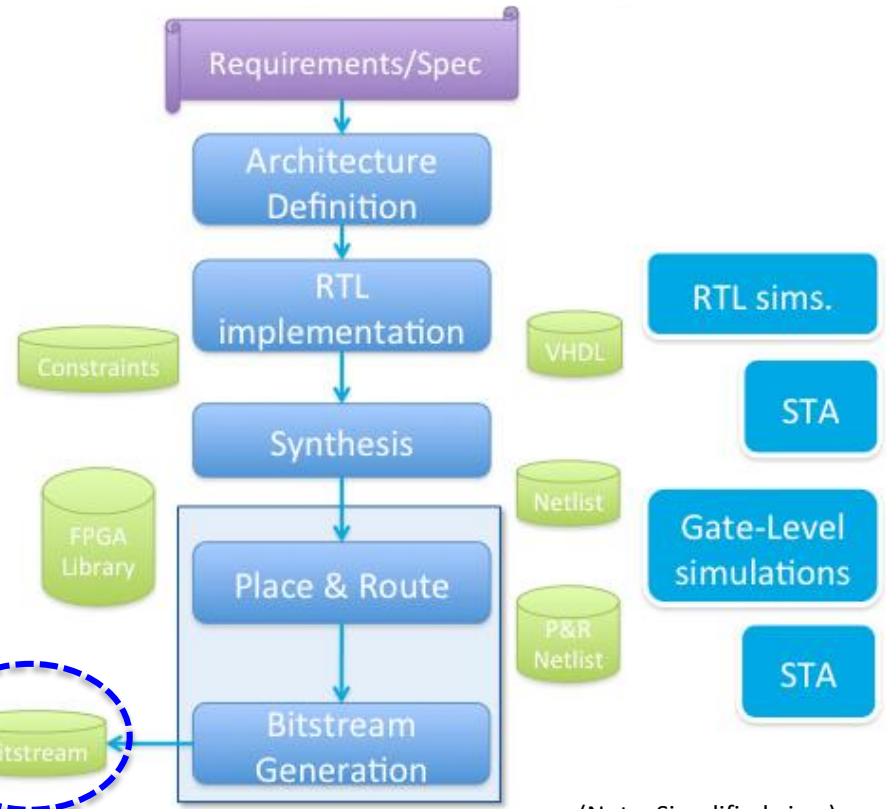 Requirements/Spec
Architecture
Definition
RTL
implementation
RTL sims.
Constraints
VHDL
STA
Synthesis
Netlist
FPGA
Library
Gate-Level
simulations
Place & Route
P&R
Netlist
STA
Bitstream
Generation
itstream